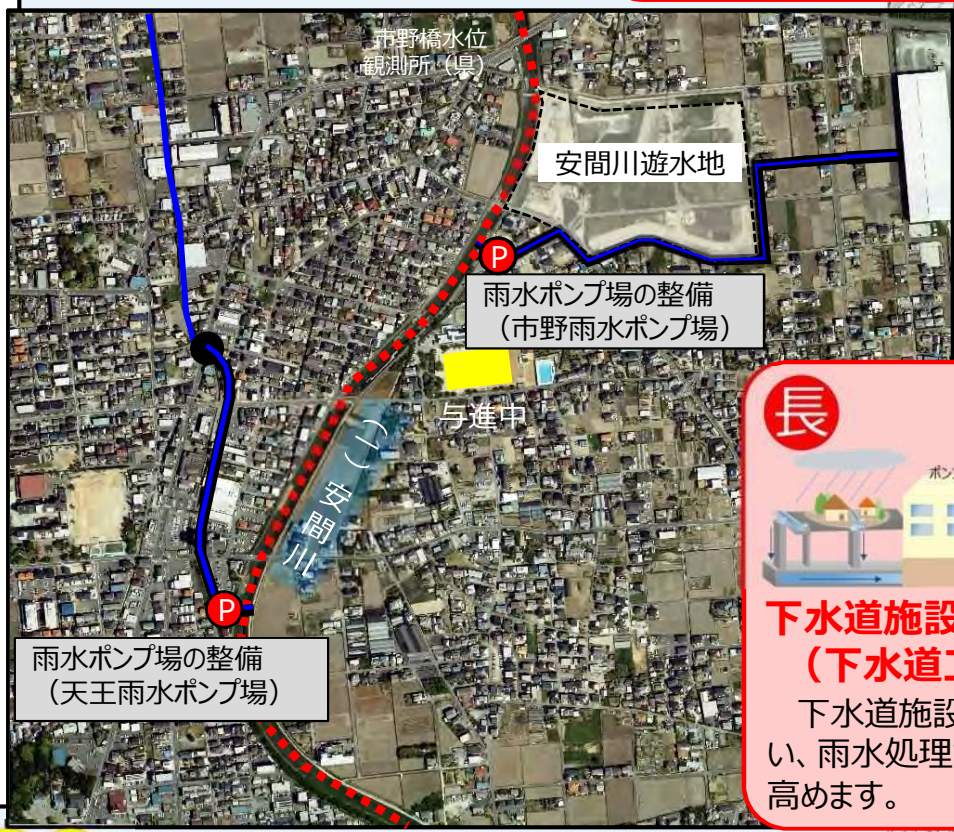 市野橋水位
観測所（県）
安間川遊水地
P
雨水ポンプ場の整備
（市野雨水ポンプ場）
与進中
（一）安間川
P
雨水ポンプ場の整備
（天王雨水ポンプ場）
長
ポン
下水道施設
（下水道
下水道施設
い、雨水処理
高めます。